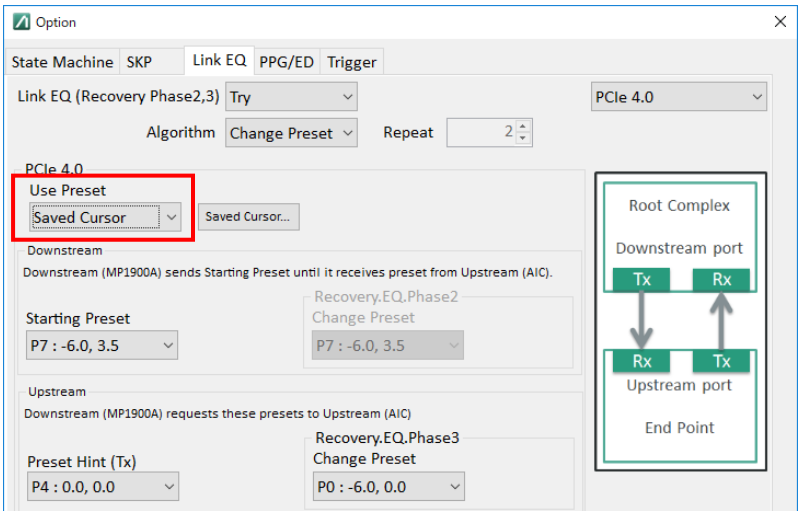 Option
State Machine SKP Link EQ PPG/ED Trigger
Link EQ (Recovery Phase2,3) Try
PCIe 4.0
Algorithm Change Preset Repeat 2
PCIe 4.0
Use Preset
Saved Cursor Saved Cursor...
Downstream
Downstream (MP1900A) sends Starting Preset until it receives preset from Upstream (AIC).
Recovery.EQ.Phase2
Starting Preset Change Preset
P7 : -6.0, 3.5 P7 : -6.0, 3.5
Upstream
Downstream (MP1900A) requests these presets to Upstream (AIC)
Recovery.EQ.Phase3
Preset Hint (Tx) Change Preset
P4 : 0.0, 0.0 P0 : -6.0, 0.0
Root Complex
Downstream port
Tx Rx
Rx Tx
Upstream port
End Point